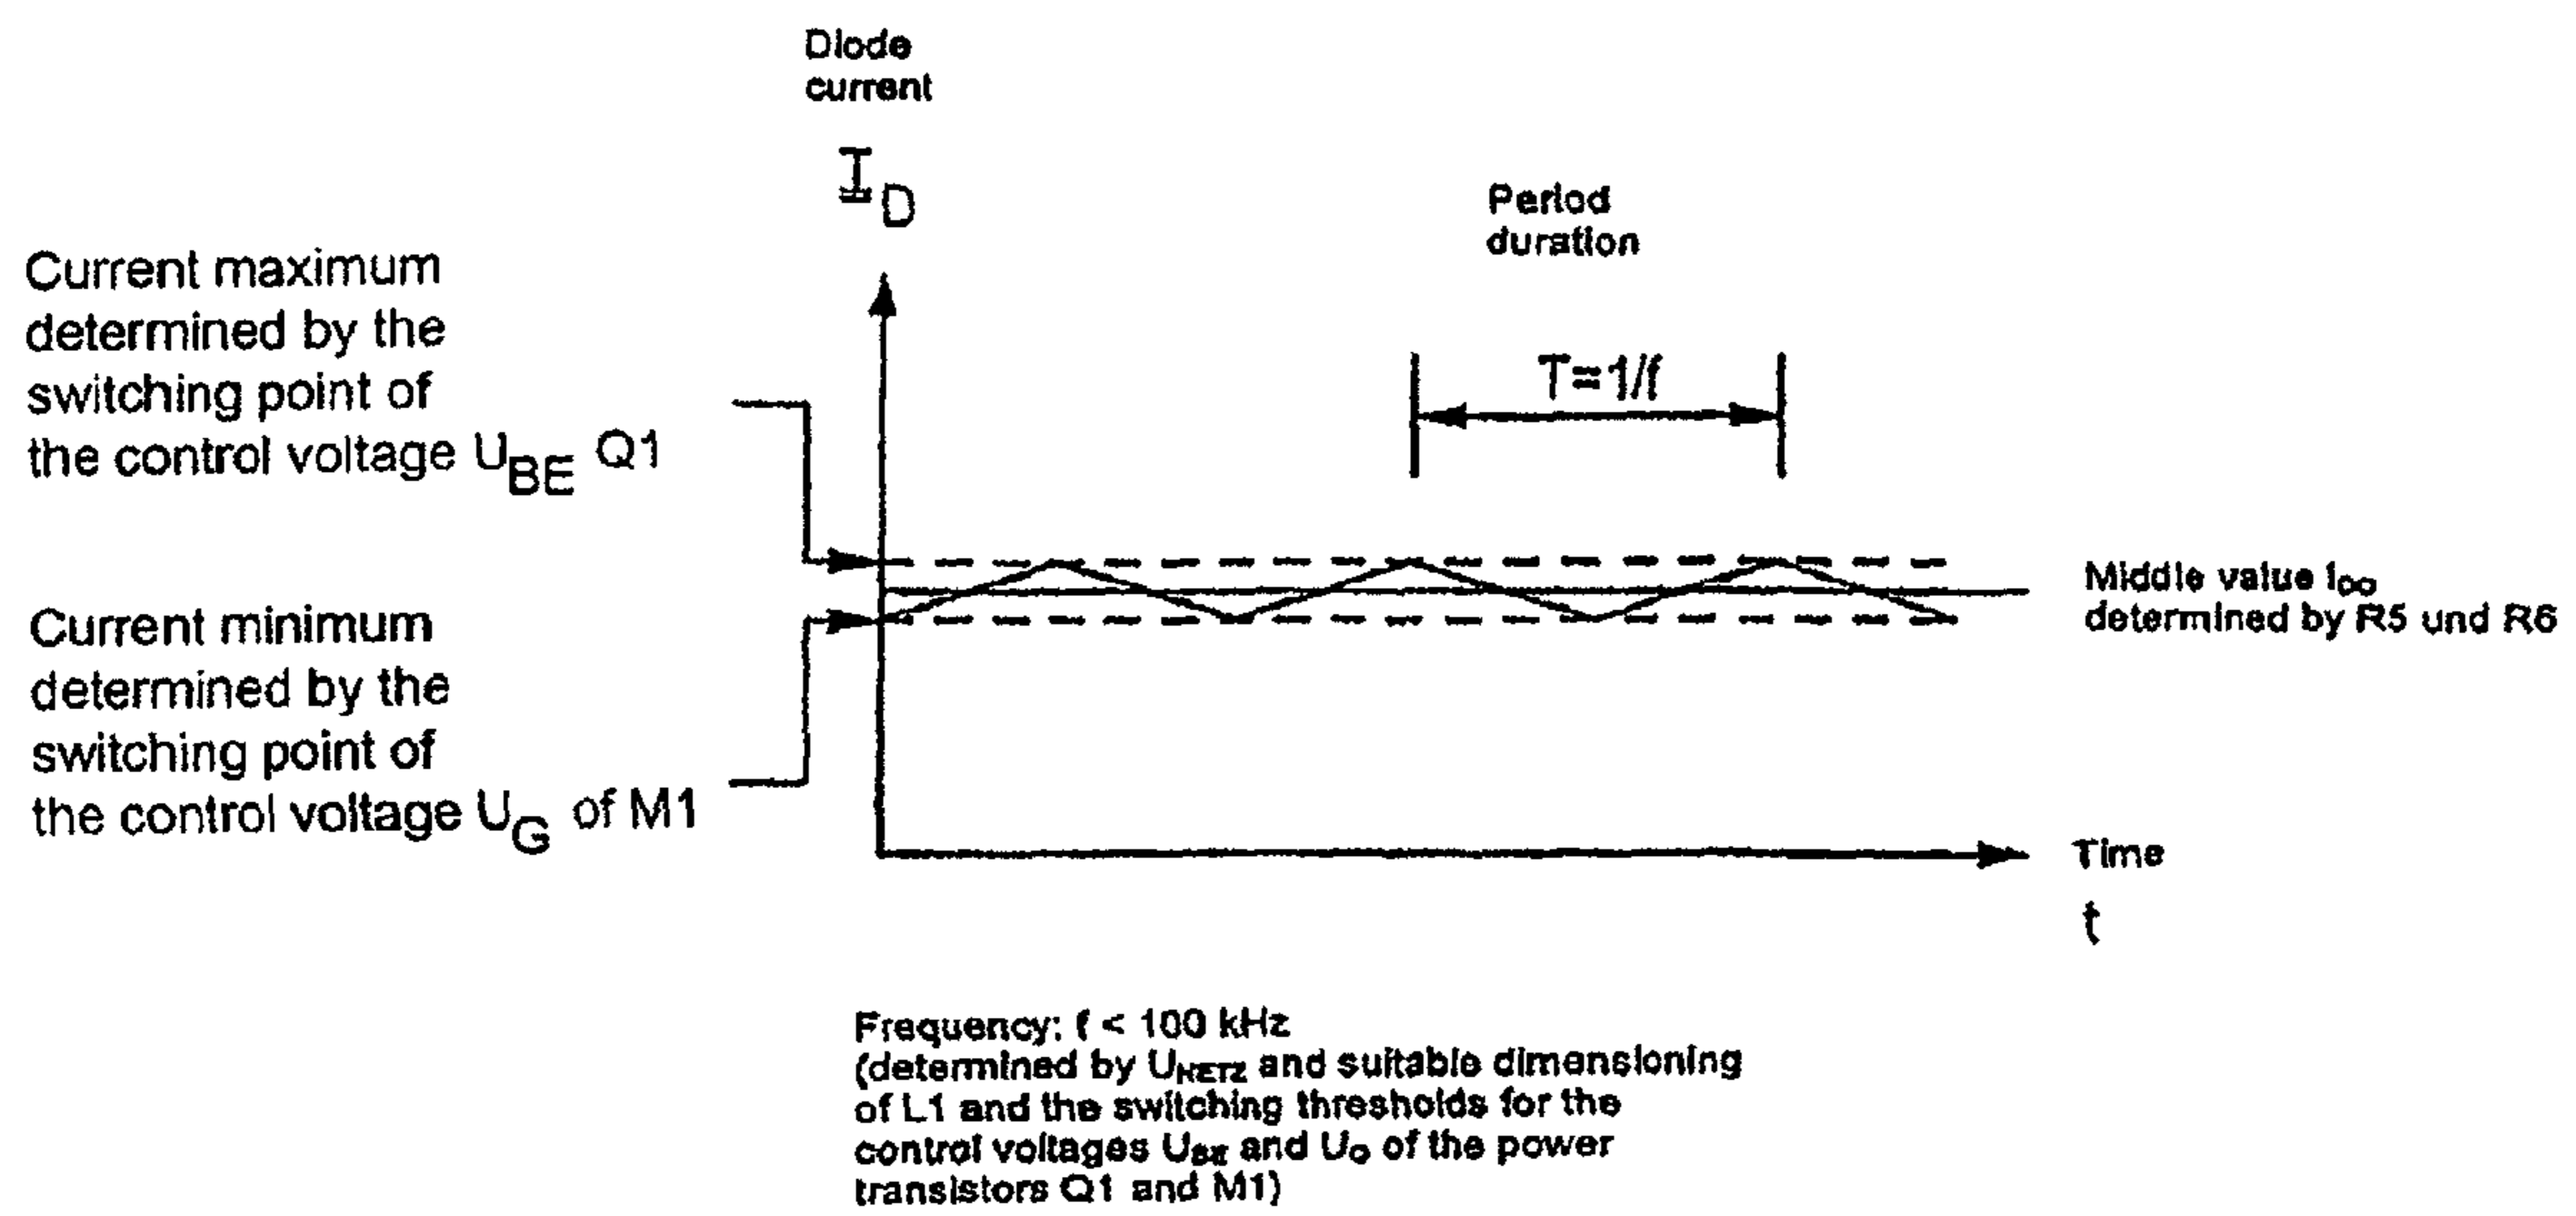 Diode
current
I_D
Period
duration
T=1/f
Current maximum
determined by the
switching point of
the control voltage U_BE Q1
Current minimum
determined by the
switching point of
the control voltage U_G of M1
Middle value
determined by R5 und R6
Time
t
Frequency: f < 100 kHz
(determined by U_NETZ and suitable dimensioning
of L1 and the switching thresholds for the
control voltages U_BE and U_G of the power
transistors Q1 and M1)